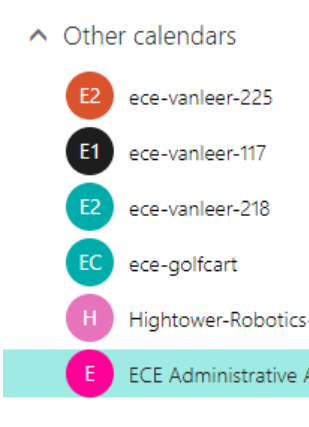 Other calendars
E2 ece-vanleer-225
E1 ece-vanleer-117
E2 ece-vanleer-218
EC ece-golfcart
H Hightower-Robotics-
E ECE Administrative A